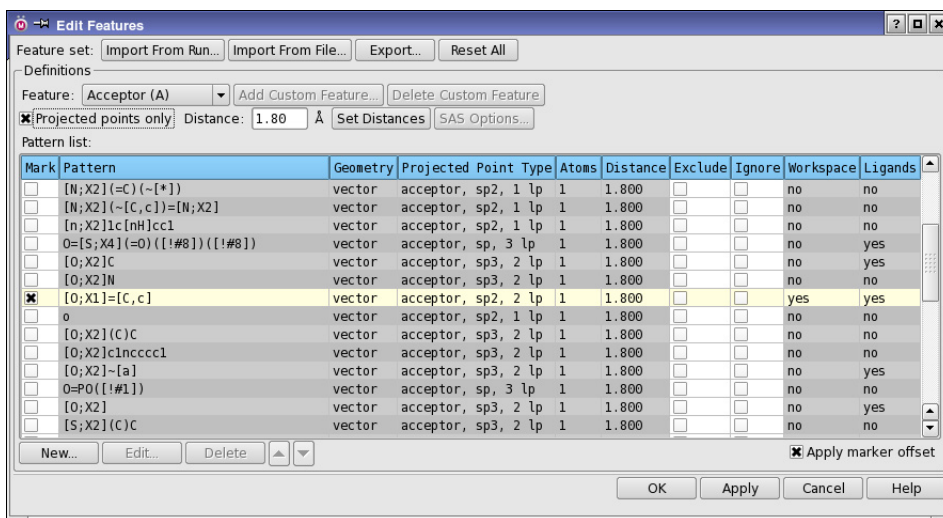 Edit Features
Feature set: Import From Run... Import From File... Export... Reset All
Definitions
Feature: Acceptor (A) Add Custom Feature... Delete Custom Feature
Projected points only Distance: 1.80 Å Set Distances SAS Options...
Pattern list:
Mark Pattern Geometry Projected Point Type Atoms Distance Exclude Ignore Workspace Ligands
[N;X2](=C)(~[*]) vector acceptor, sp2, 1 lp 1 1.800 no no
[N;X2](~[C,c])=[N;X2] vector acceptor, sp2, 1 lp 1 1.800 no no
[n;X2]1c[nH]cc1 vector acceptor, sp2, 1 lp 1 1.800 no no
O=[S;X4](=O)([!#8])([!#8]) vector acceptor, sp, 3 lp 1 1.800 no yes
[O;X2]C vector acceptor, sp3, 2 lp 1 1.800 no yes
[O;X2]N vector acceptor, sp3, 2 lp 1 1.800 no no
[O;X1]=[C,c] vector acceptor, sp2, 2 lp 1 1.800 yes yes
o vector acceptor, sp2, 1 lp 1 1.800 no no
[O;X2](C)C vector acceptor, sp3, 2 lp 1 1.800 no no
[O;X2]c1ncccc1 vector acceptor, sp3, 2 lp 1 1.800 no no
[O;X2]~[a] vector acceptor, sp3, 2 lp 1 1.800 no yes
O=PO([!#1]) vector acceptor, sp, 3 lp 1 1.800 no no
[O;X2] vector acceptor, sp3, 2 lp 1 1.800 no yes
[S;X2](C)C vector acceptor, sp3, 2 lp 1 1.800 no no
New... Edit... Delete Apply marker offset
OK Apply Cancel Help